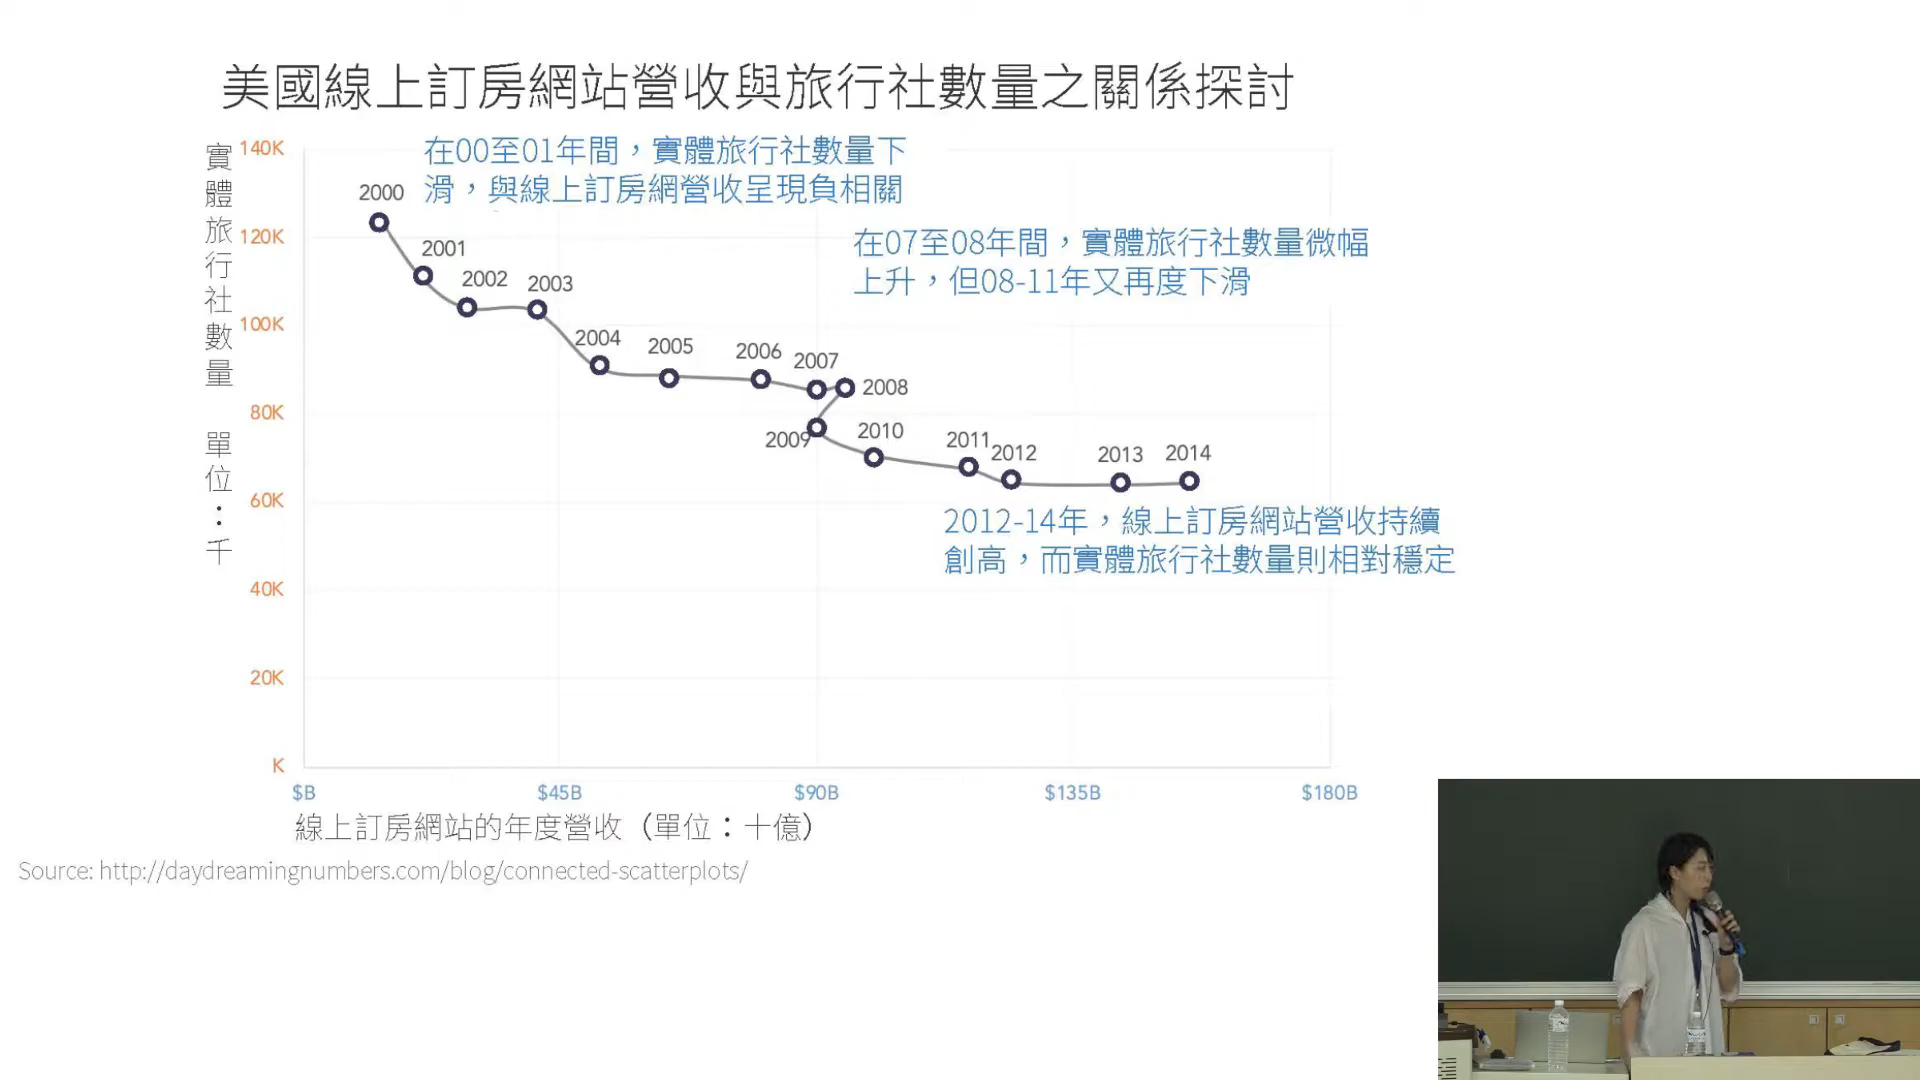 美國線上訂房網站營收與旅行社數量之關係探討
實體旅行社數量 單位：千
140K
120K
100K
80K
60K
40K
20K
K
在00至01年間，實體旅行社數量下
滑，與線上訂房網營收呈現負相關
在07至08年間，實體旅行社數量微幅
上升，但08-11年又再度下滑
2000
2001
2002
2003
2004
2005
2006
2007
2008
2009
2010
2011
2012
2013
2014
2012-14年，線上訂房網站營收持續
創高，而實體旅行社數量則相對穩定
$B
$45B
$90B
$135B
$180B
線上訂房網站的年度營收（單位：十億）
Source: http://daydreamingnumbers.com/blog/connected-scatterplots/